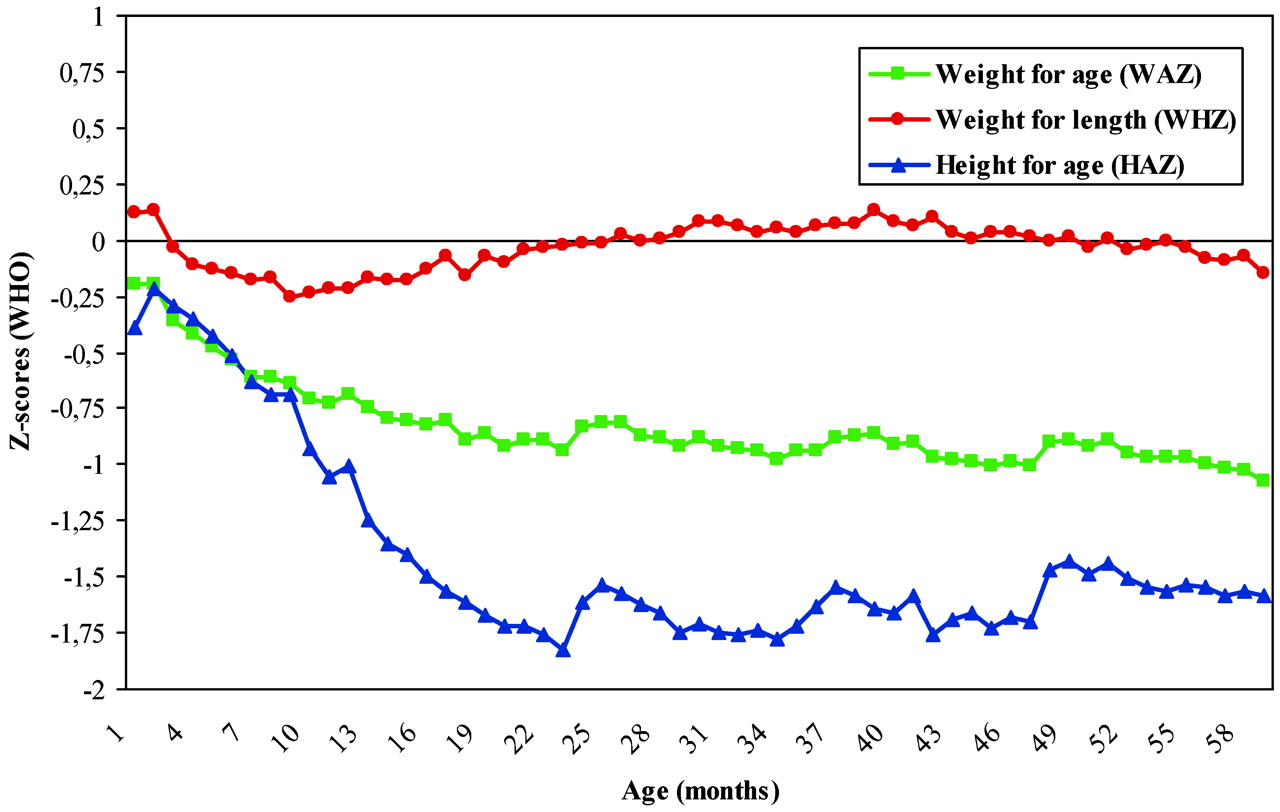 1
0,75
0,5
0,25
0
-0,25
-0,5
-0,75
-1
-1,25
-1,5
-1,75
-2
Z-scores (WHO)
Weight for age (WAZ)
Weight for length (WHZ)
Height for age (HAZ)
1 4 7 10 13 16 19 22 25 28 31 34 37 40 43 46 49 52 55 58
Age (months)